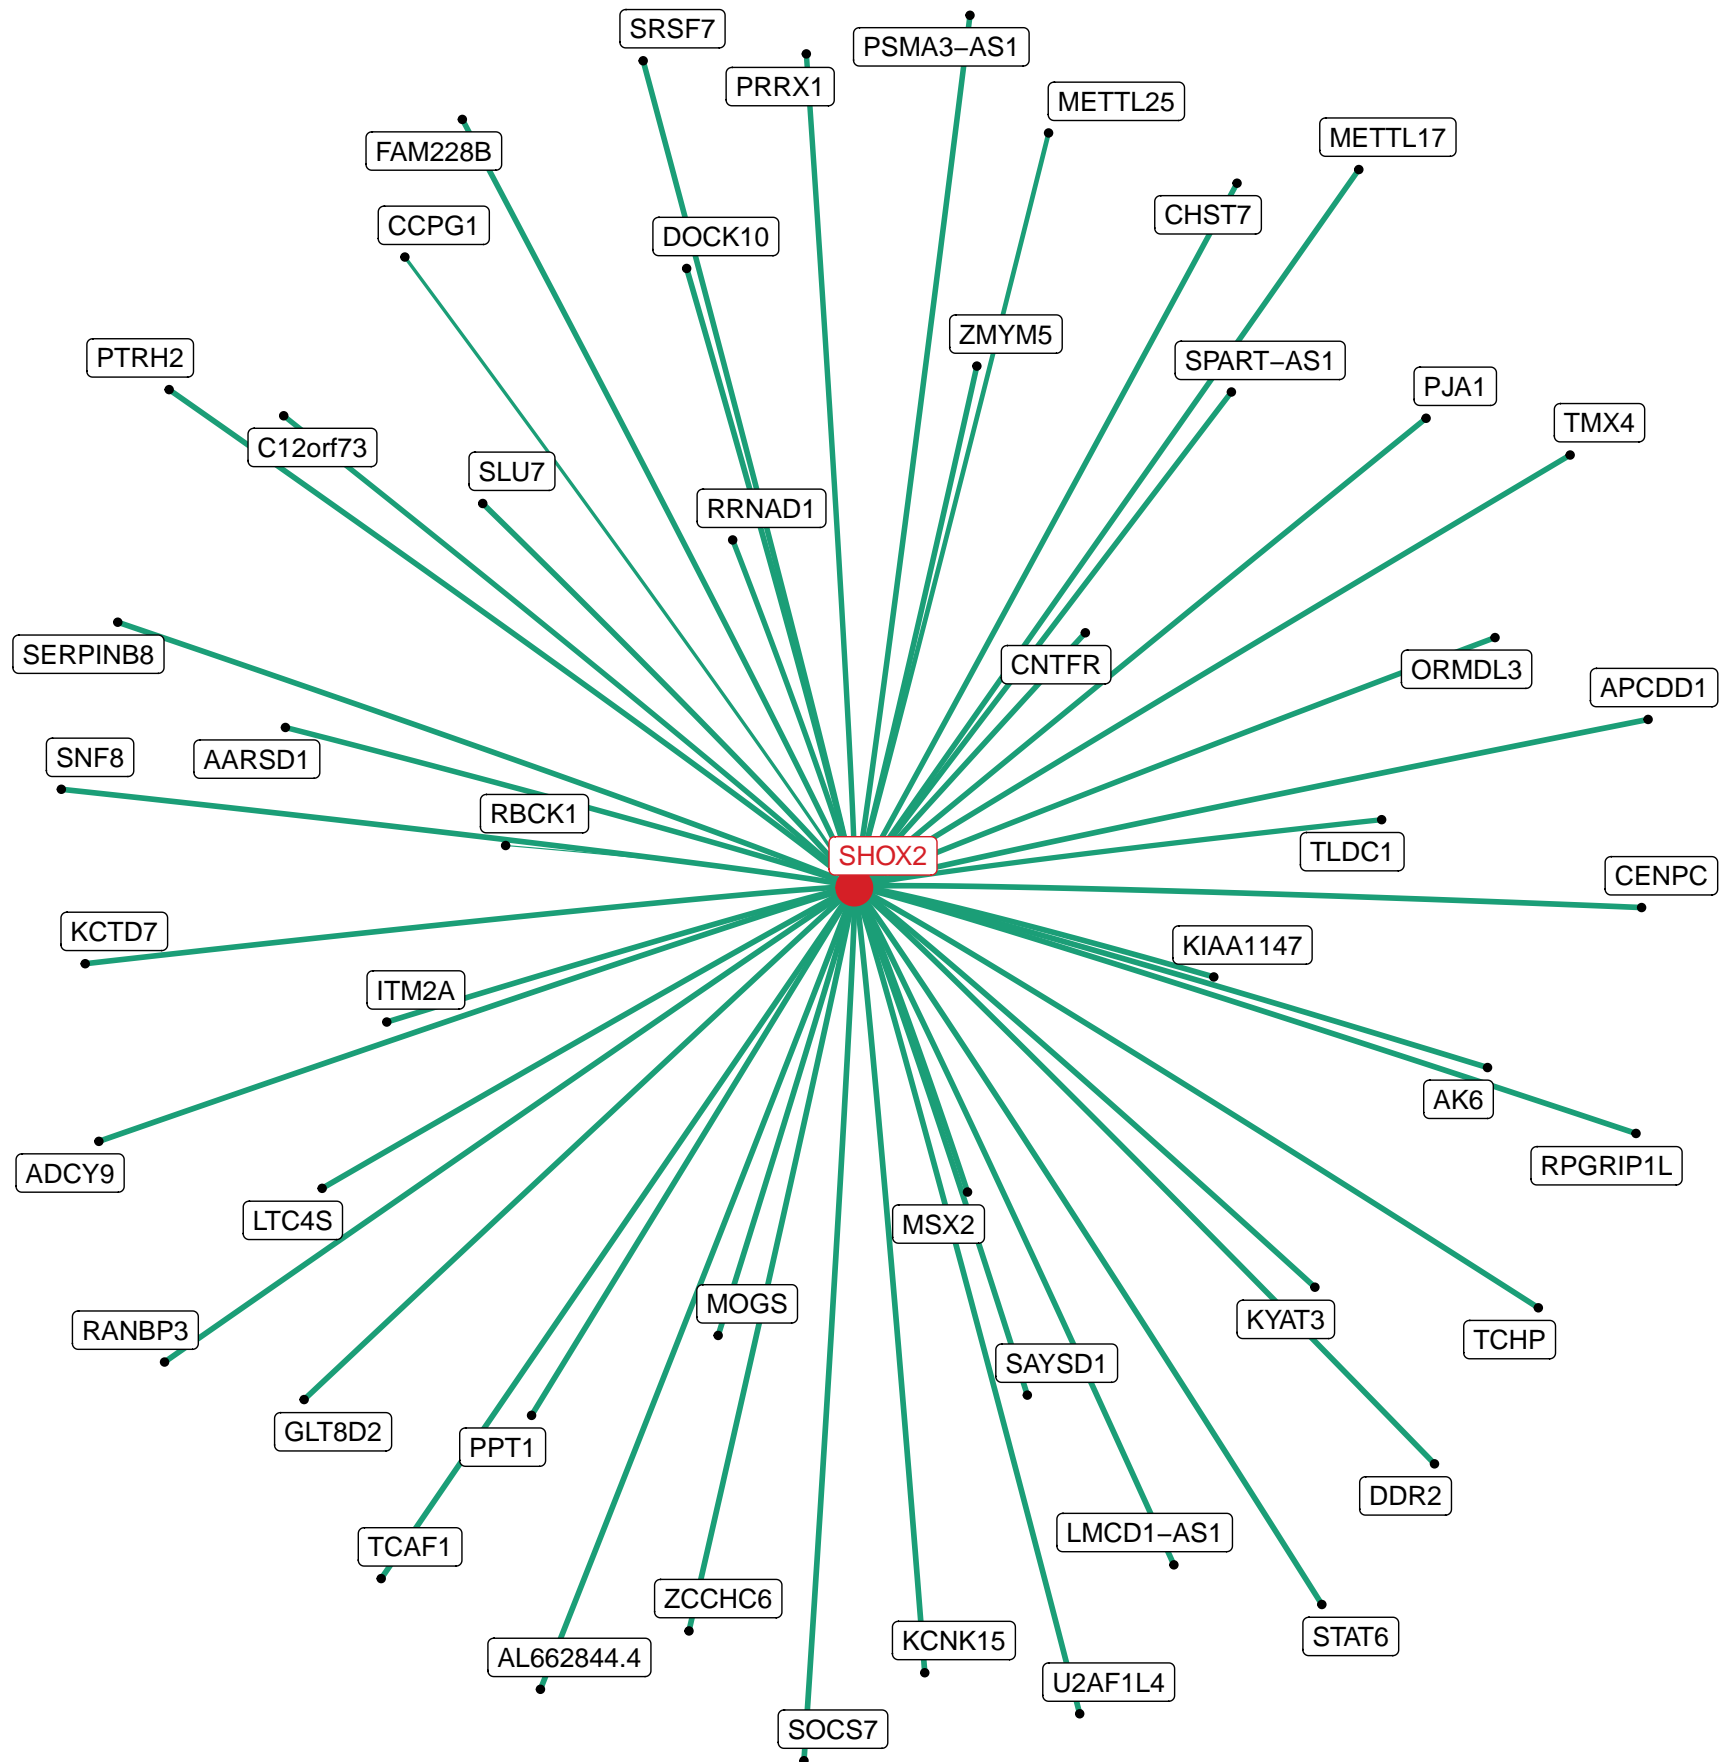 SRSF7
PSMA3−AS1
PRRX1
METTL25
METTL17
FAM228B
CHST7
CCPG1
DOCK10
ZMYM5
PTRH2
SPART−AS1
PJA1
TMX4
C12orf73
SLU7
RRNAD1
SERPINB8
CNTFR
ORMDL3
APCDD1
SNF8
AARSD1
RBCK1
SHOX2
TLDC1
CENPC
KCTD7
KIAA1147
ITM2A
AK6
RPGRIP1L
ADCY9
LTC4S
MSX2
MOGS
KYAT3
RANBP3
TCHP
SAYSD1
GLT8D2
PPT1
DDR2
LMCD1−AS1
TCAF1
ZCCHC6
STAT6
KCNK15
AL662844.4
U2AF1L4
SOCS7